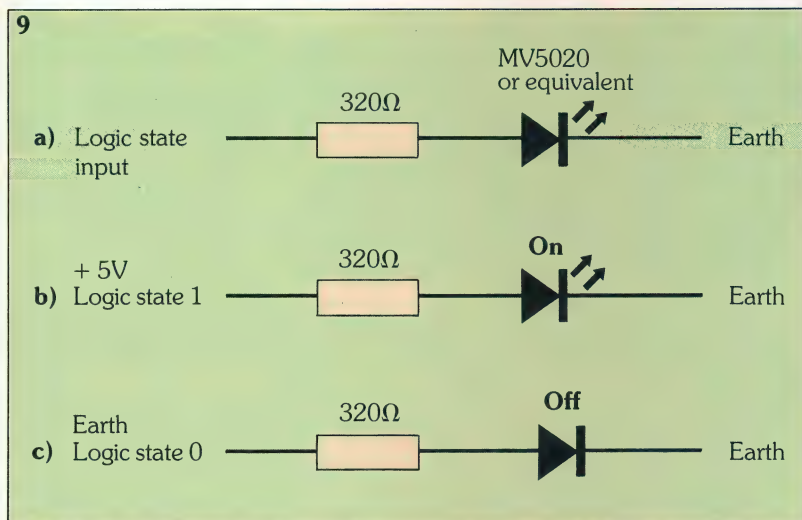 9
MV5020
or equivalent
320Ω
a) Logic state
input
Earth
On
+ 5V
320Ω
b) Logic state 1
Earth
Off
Earth
320Ω
c) Logic state 0
Earth